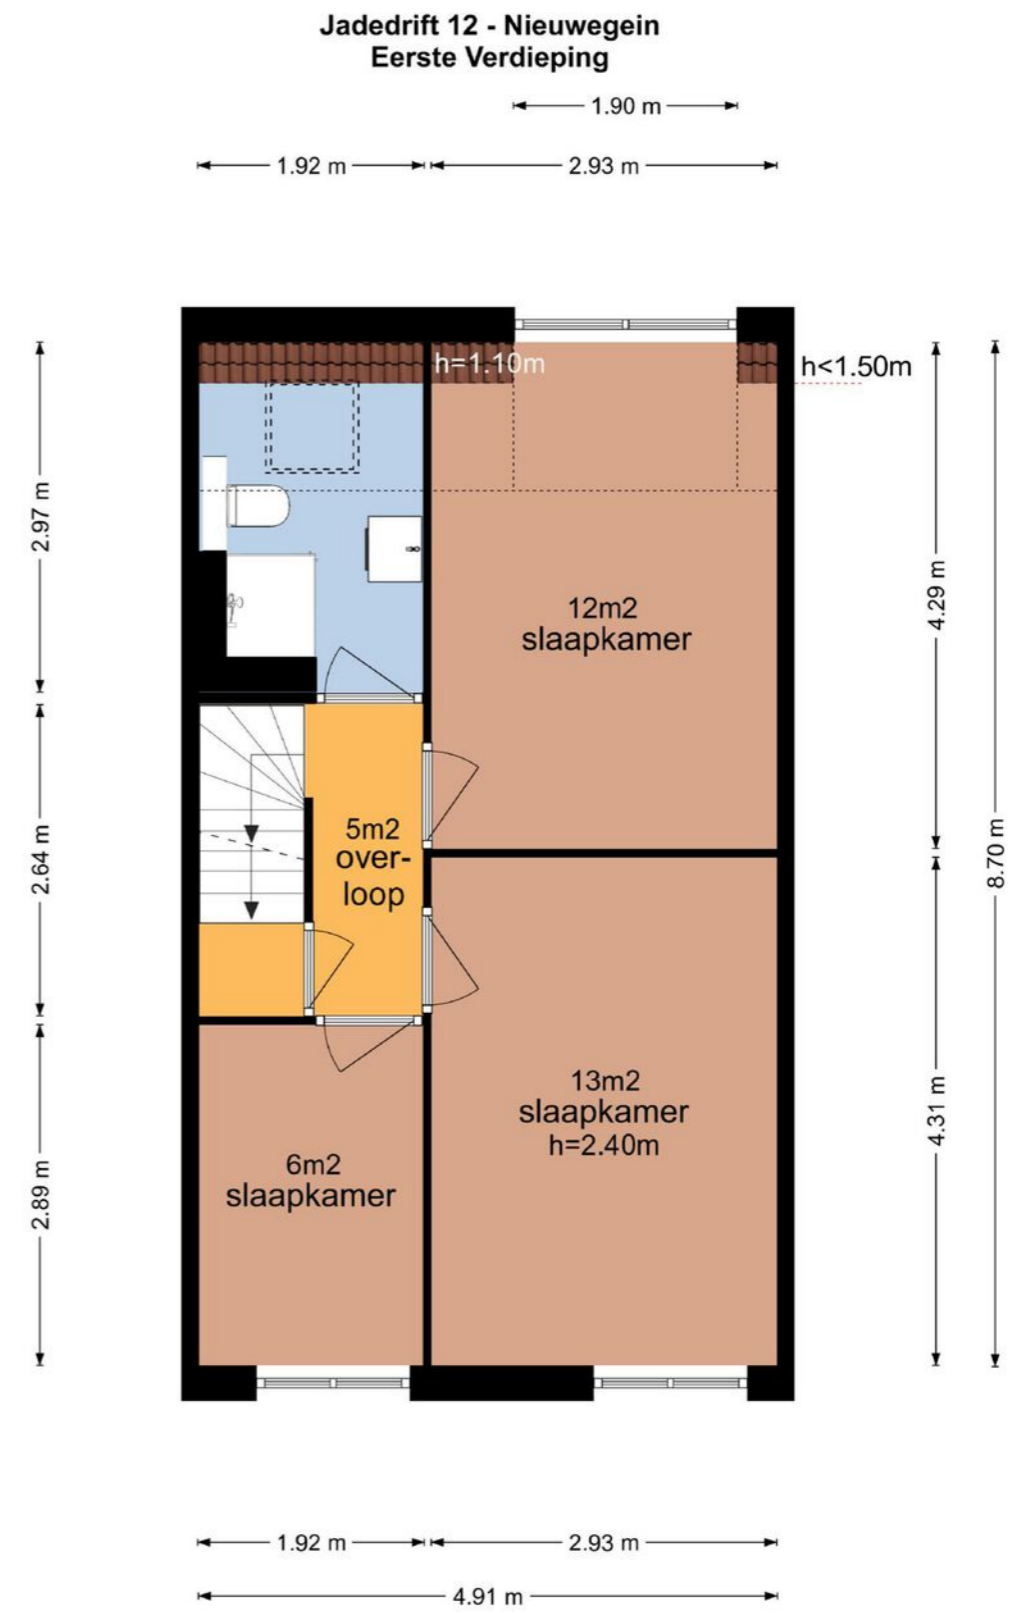 Jadedrift 12 - Nieuwegein
Eerste Verdieping
1.90 m
1.92 m
2.93 m
h=1.10m
h<1.50m
2.97 m
4.29 m
12m2
slaapkamer
8.70 m
2.64 m
5m2
over-
loop
13m2
slaapkamer
h=2.40m
4.31 m
6m2
slaapkamer
2.89 m
1.92 m
2.93 m
4.91 m